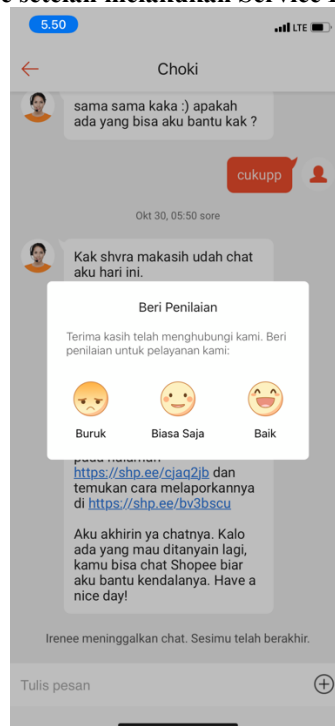 5.50
LTE
Choki
sama sama kaka :) apakah
ada yang bisa aku bantu kak ?
cukupp
Okt 30, 05:50 sore
Kak shvra makasih udah chat
aku hari ini.
Beri Penilaian
Terima kasih telah menghubungi kami. Beri
penilaian untuk pelayanan kami:
Buruk
Biasa Saja
Baik
https://shp.ee/cjaq2jb dan
temukan cara melaporkannya
di https://shp.ee/bv3bscu
Aku akhirin ya chatnya. Kalo
ada yang mau ditanyain lagi,
kamu bisa chat Shopee biar
aku bantu kendalanya. Have a
nice day!
Irenee meninggalkan chat. Sesimu telah berakhir.
Tulis pesan